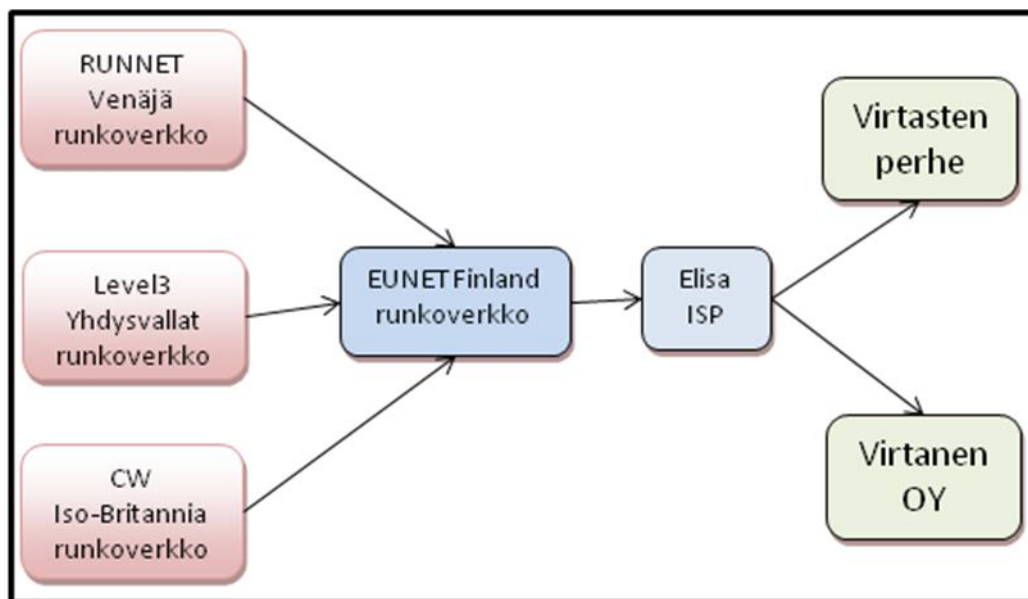 RUNNET
Venäjä
runkoverkko
Level3
Yhdysvallat
runkoverkko
CW
Iso-Britannia
runkoverkko
EUNET Finland
runkoverkko
Elisa
ISP
Virtasten
perhe
Virtanen
OY